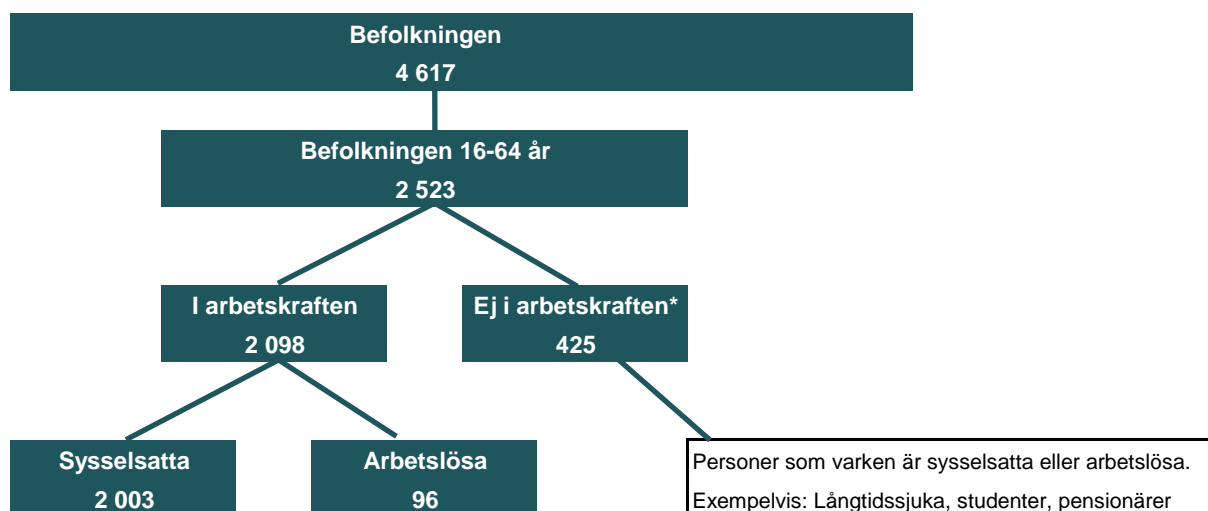 Befolkningen
4 617
Befolkningen 16-64 år
2 523
I arbetskraften
2 098
Ej i arbetskraften*
425
Sysselsatta
2 003
Arbetslösa
96
Personer som varken är sysselsatta eller arbetslösa.
Exempelvis: Långtidssjuka, studenter, pensionärer